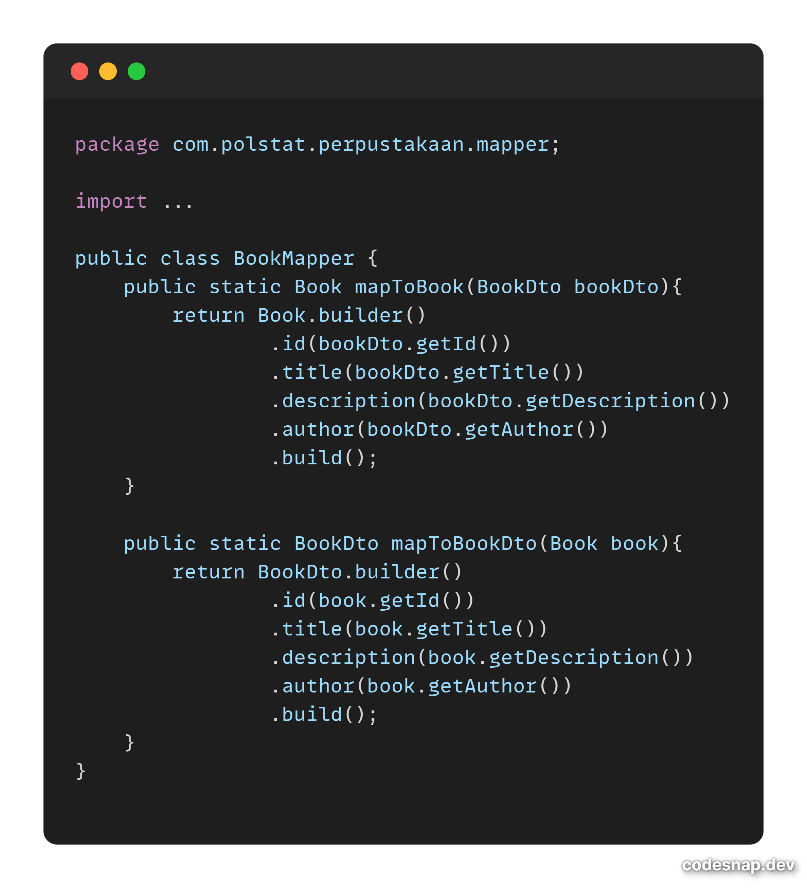 package com.polstat.perpustakaan.mapper;
import ...
public class BookMapper {
    public static Book mapToBook(BookDto bookDto){
        return Book.builder()
                .id(bookDto.getId())
                .title(bookDto.getTitle())
                .description(bookDto.getDescription())
                .author(bookDto.getAuthor())
                .build();
    }
    public static BookDto mapToBookDto(Book book){
        return BookDto.builder()
                .id(book.getId())
                .title(book.getTitle())
                .description(book.getDescription())
                .author(book.getAuthor())
                .build();
    }
}
codesnap.dev